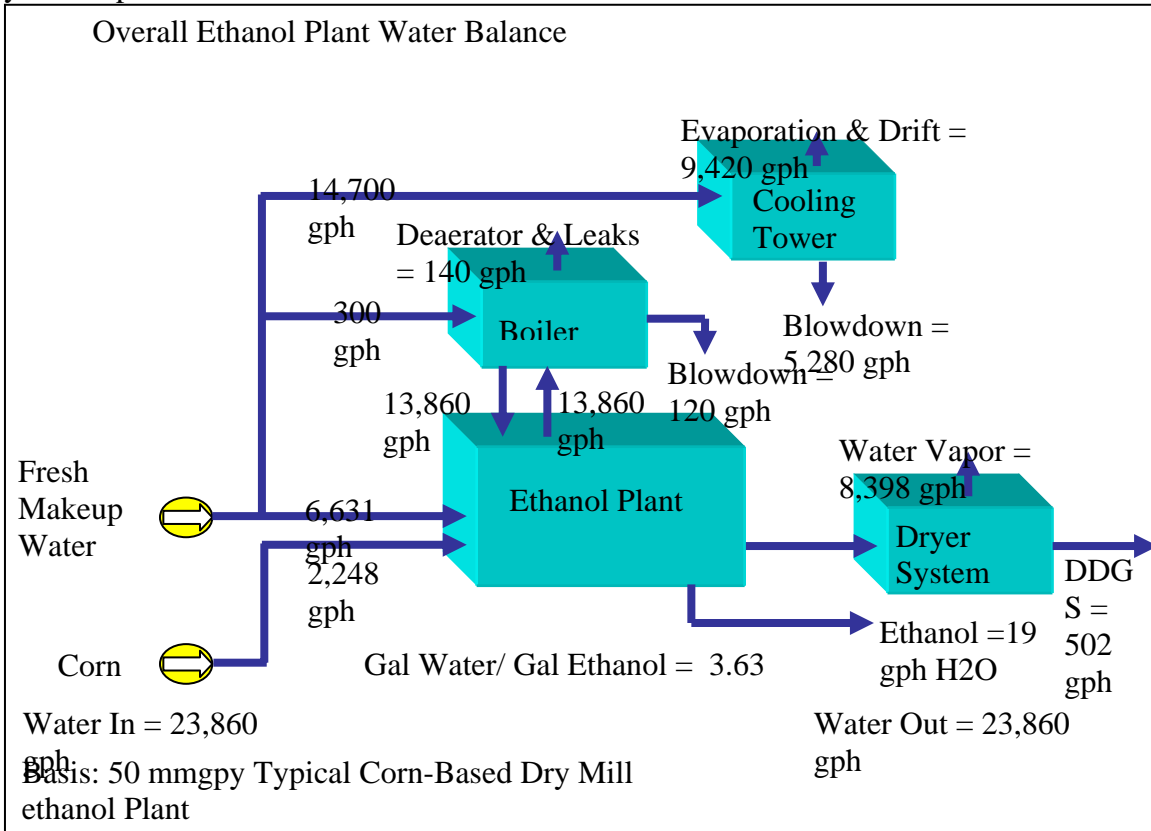 Overall Ethanol Plant Water Balance
Evaporation & Drift =
9,420 gph
Cooling
Tower
14,700
gph
Deaerator & Leaks
= 140 gph
300
gph
Boiler
Blowdown =
5,280 gph
Blowdown =
120 gph
13,860
gph
13,860
gph
Water Vapor =
8,398 gph
Fresh
Makeup
Water
Ethanol Plant
6,631
gph
2,248
gph
Dryer
System
DDG
S =
502
gph
Ethanol =19
gph H2O
Corn
Gal Water/ Gal Ethanol = 3.63
Water In = 23,860
gph
Water Out = 23,860
gph
Basis: 50 mmgpy Typical Corn-Based Dry Mill
ethanol Plant